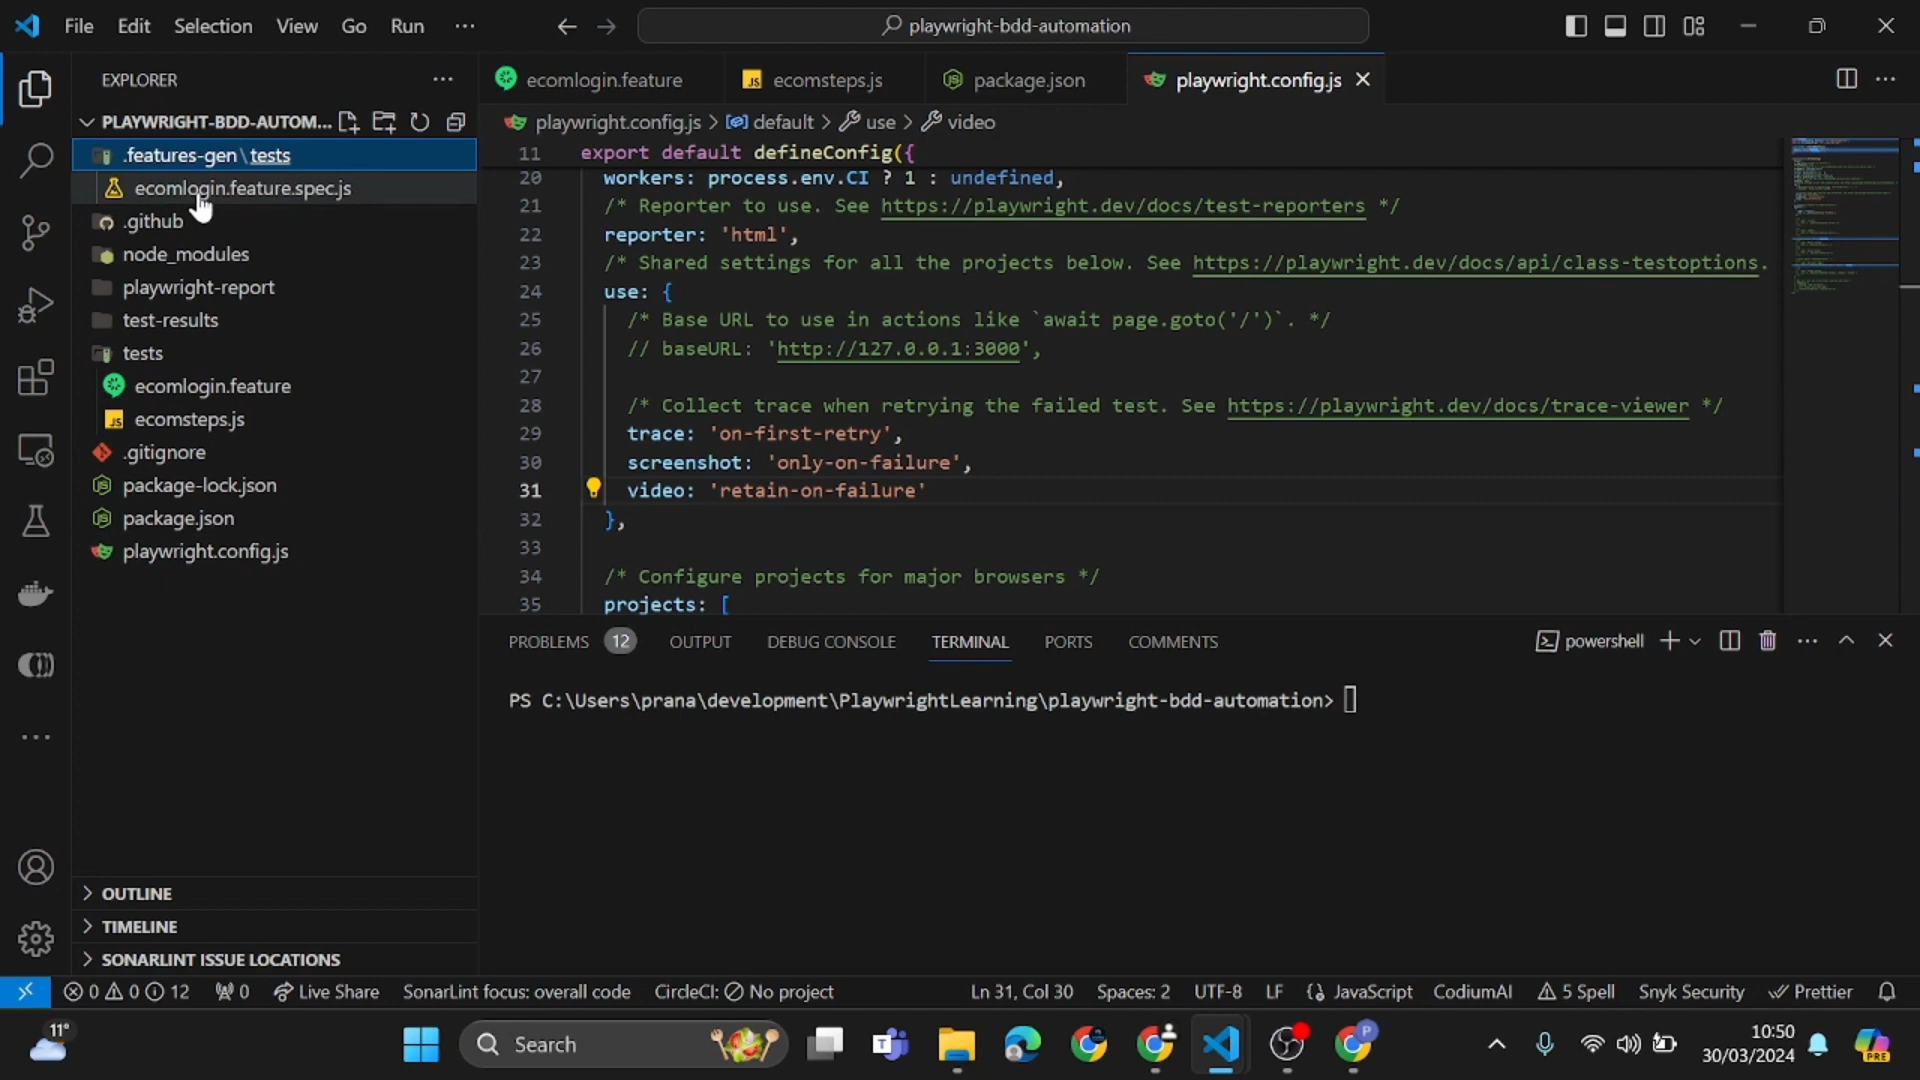 File Edit Selection View Go Run ··· playwright-bdd-automation
EXPLORER
PLAYWRIGHT-BDD-AUTOM...
.features-gen\tests
ecomlogin.feature.spec.js
.github
node_modules
playwright-report
test-results
tests
ecomlogin.feature
ecomsteps.js
.gitignore
package-lock.json
package.json
playwright.config.js
OUTLINE
TIMELINE
SONARLINT ISSUE LOCATIONS
ecomlogin.feature ecomsteps.js package.json playwright.config.js
playwright.config.js > default > use > video
11 export default defineConfig({
20 workers: process.env.CI ? 1 : undefined,
21 /* Reporter to use. See https://playwright.dev/docs/test-reporters */
22 reporter: 'html',
23 /* Shared settings for all the projects below. See https://playwright.dev/docs/api/class-testoptions.
24 use: {
25 /* Base URL to use in actions like `await page.goto('/')`. */
26 // baseURL: 'http://127.0.0.1:3000',
27
28 /* Collect trace when retrying the failed test. See https://playwright.dev/docs/trace-viewer */
29 trace: 'on-first-retry',
30 screenshot: 'only-on-failure',
31 video: 'retain-on-failure'
32 },
33
34 /* Configure projects for major browsers */
35 projects: [
PROBLEMS 12 OUTPUT DEBUG CONSOLE TERMINAL PORTS COMMENTS powershell
PS C:\Users\prana\development\PlaywrightLearning\playwright-bdd-automation>
0 0 12 0 Live Share SonarLint focus: overall code CircleCI: No project Ln 31, Col 30 Spaces: 2 UTF-8 LF {} JavaScript CodiumAI 5 Spell Snyk Security Prettier
11° Search 10:50
30/03/2024
PRE